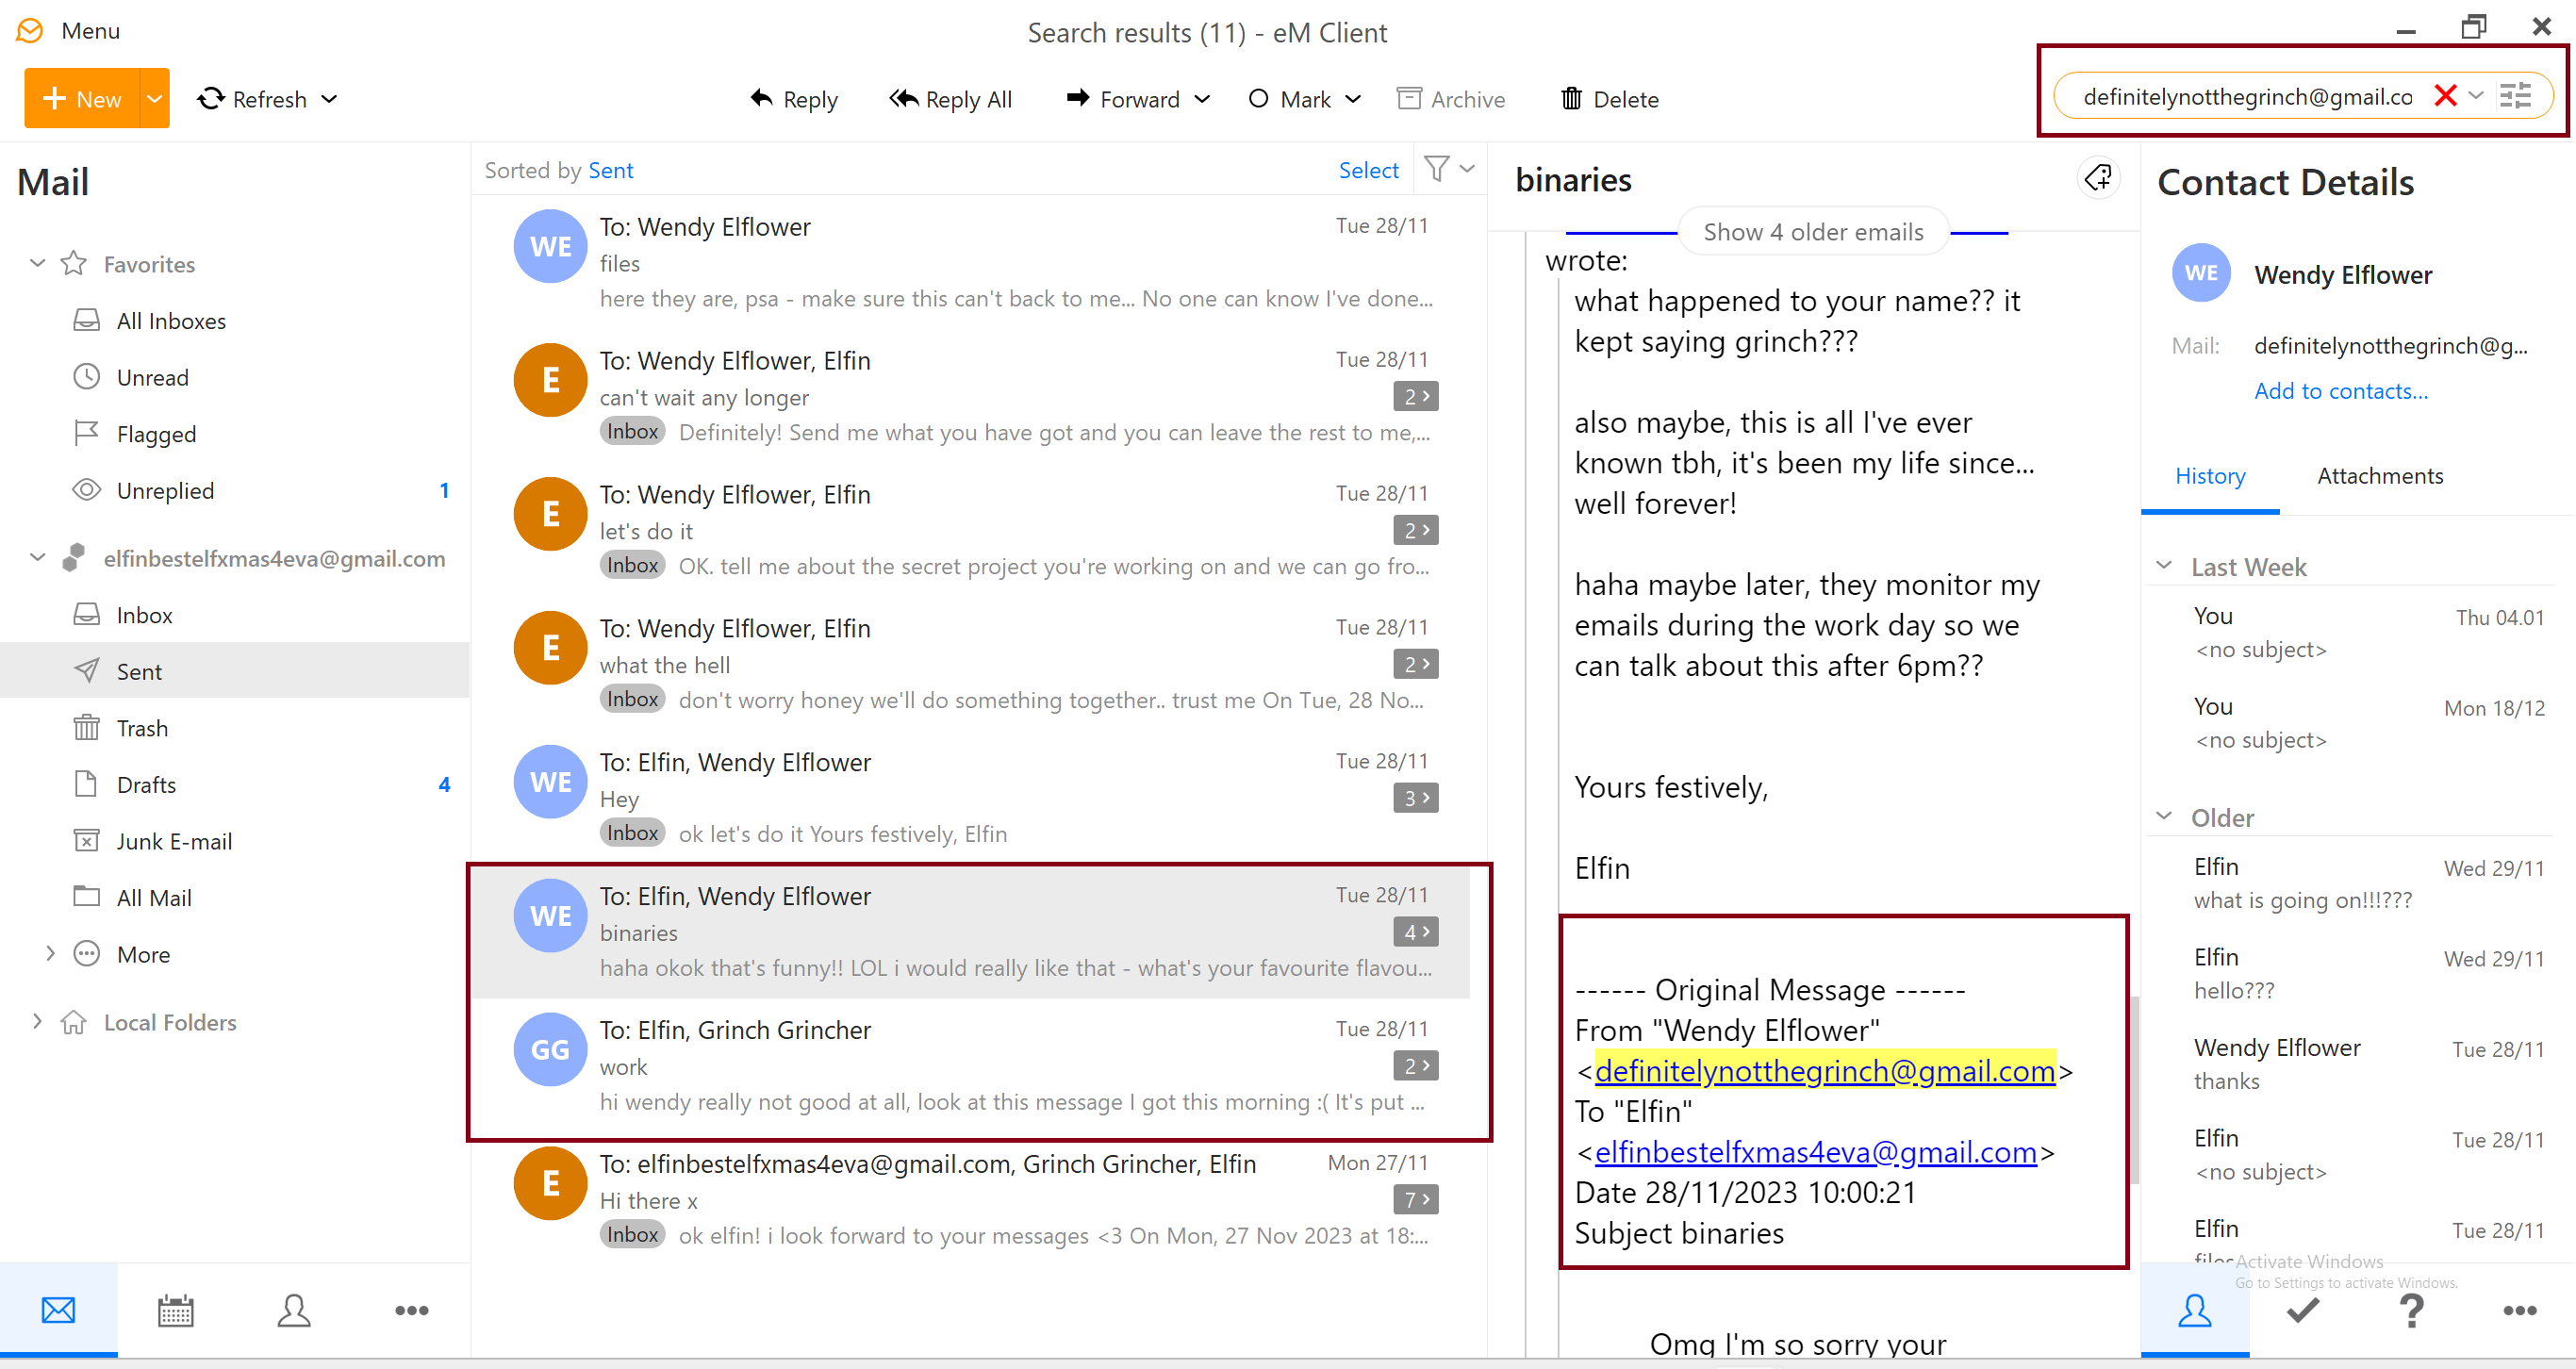 Menu
Search results (11) - eM Client
New
Refresh
Reply
Reply All
Forward
Mark
Archive
Delete
definitelynotthegrinch@gmail.co
Mail
Favorites
All Inboxes
Unread
Flagged
Unreplied 1
elfinbestelfxmas4eva@gmail.com
Inbox
Sent
Trash
Drafts 4
Junk E-mail
All Mail
More
Local Folders
Sorted by Sent
Select
WE
To: Wendy Elflower Tue 28/11
files
here they are, psa - make sure this can't back to me... No one can know I've done...
E
To: Wendy Elflower, Elfin Tue 28/11
can't wait any longer 2
Inbox Definitely! Send me what you have got and you can leave the rest to me,...
E
To: Wendy Elflower, Elfin Tue 28/11
let's do it 2
Inbox OK. tell me about the secret project you're working on and we can go fro...
E
To: Wendy Elflower, Elfin Tue 28/11
what the hell 2
Inbox don't worry honey we'll do something together.. trust me On Tue, 28 No...
WE
To: Elfin, Wendy Elflower Tue 28/11
Hey 3
Inbox ok let's do it Yours festively, Elfin
WE
To: Elfin, Wendy Elflower Tue 28/11
binaries 4
haha okok that's funny!! LOL i would really like that - what's your favourite flavou...
GG
To: Elfin, Grinch Grincher Tue 28/11
work 2
hi wendy really not good at all, look at this message I got this morning :( It's put ...
E
To: elfinbestelfxmas4eva@gmail.com, Grinch Grincher, Elfin Mon 27/11
Hi there x 7
Inbox ok elfin! i look forward to your messages <3 On Mon, 27 Nov 2023 at 18:...
binaries
Show 4 older emails
wrote:
what happened to your name?? it
kept saying grinch???
also maybe, this is all I've ever
known tbh, it's been my life since...
well forever!
haha maybe later, they monitor my
emails during the work day so we
can talk about this after 6pm??
Yours festively,
Elfin
------ Original Message ------
From "Wendy Elflower"
<definitelynotthegrinch@gmail.com>
To "Elfin"
<elfinbestelfxmas4eva@gmail.com>
Date 28/11/2023 10:00:21
Subject binaries
Omg I'm so sorry your
Contact Details
WE
Wendy Elflower
Mail: definitelynotthegrinch@g...
Add to contacts...
History
Attachments
Last Week
You Thu 04.01
<no subject>
You Mon 18/12
<no subject>
Older
Elfin Wed 29/11
what is going on!!!???
Elfin Wed 29/11
hello???
Wendy Elflower Tue 28/11
thanks
Elfin Tue 28/11
<no subject>
Elfin Tue 28/11
files
Activate Windows
Go to Settings to activate Windows.